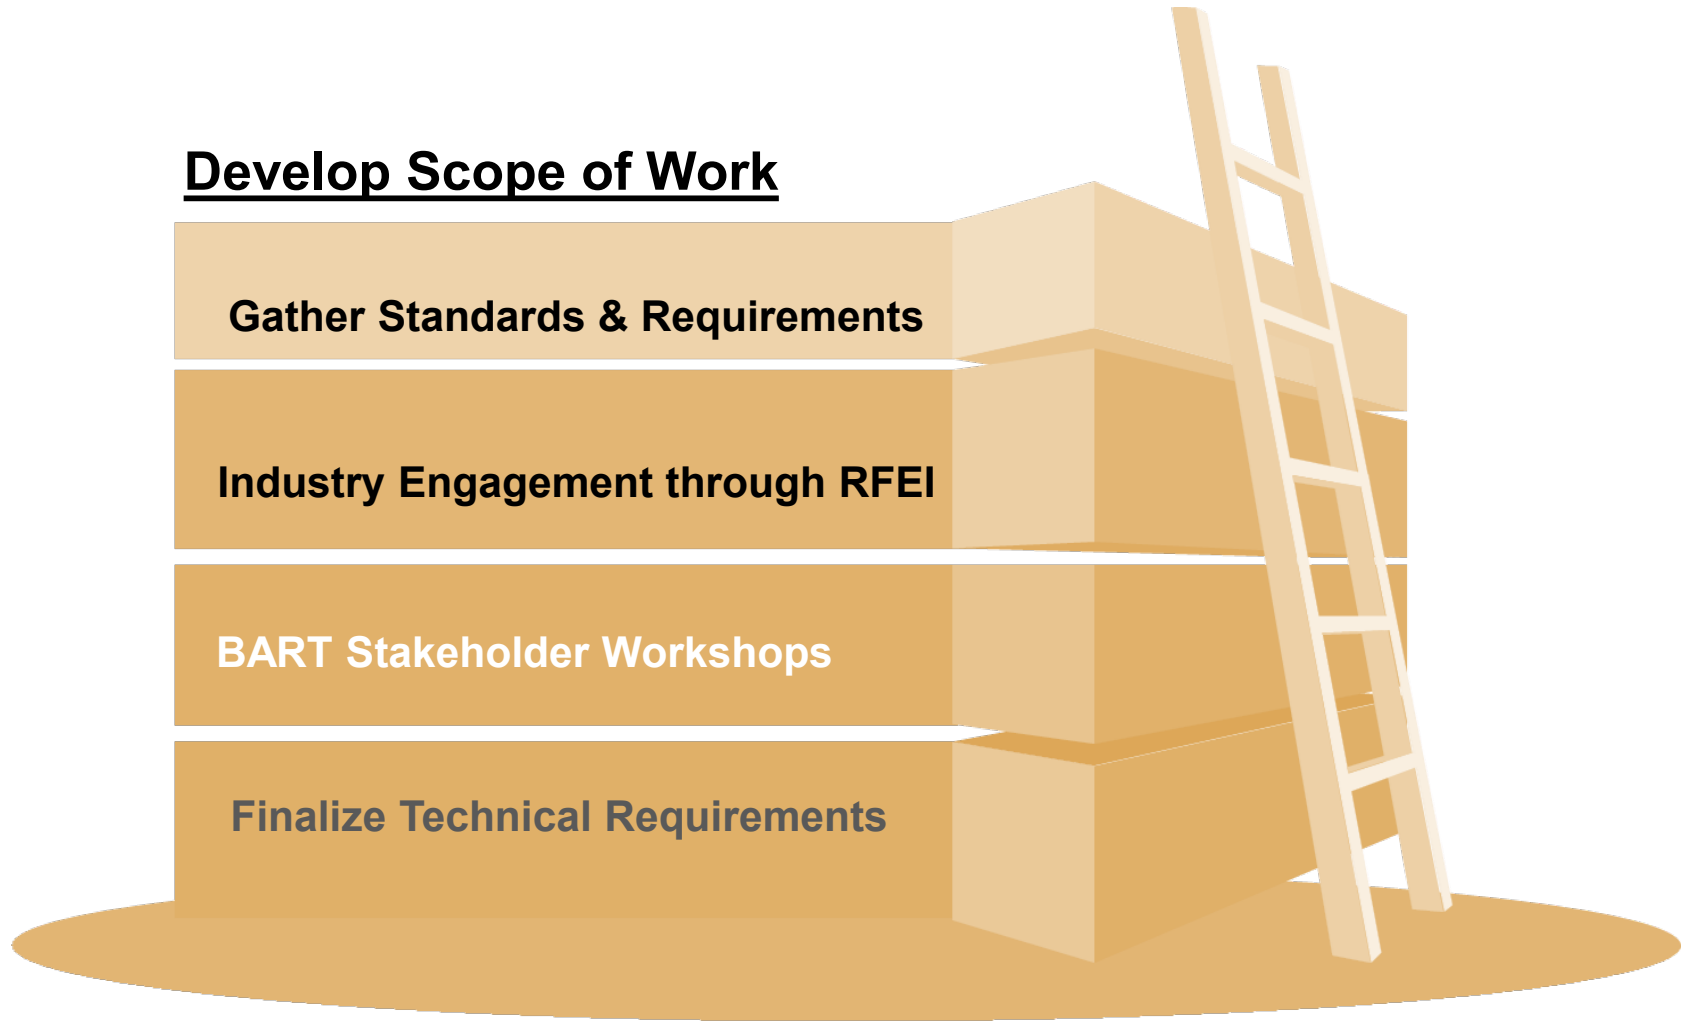 Develop Scope of Work
Gather Standards & Requirements
Industry Engagement through RFEI
BART Stakeholder Workshops
Finalize Technical Requirements